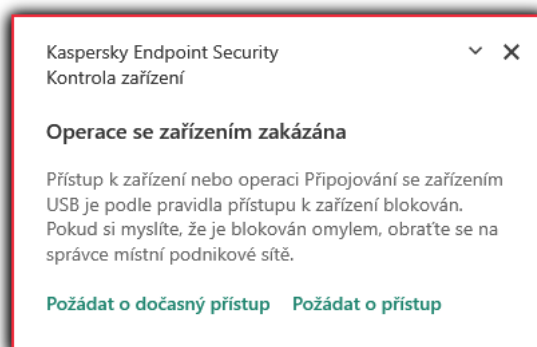 Kaspersky Endpoint Security
Kontrola zařízení
Operace se zařízením zakázána
Přístup k zařízení nebo operaci Připojování se zařízením
USB je podle pravidla přístupu k zařízení blokován.
Pokud si myslíte, že je blokován omylem, obraťte se na
správce místní podnikové sítě.
Požádat o dočasný přístup Požádat o přístup